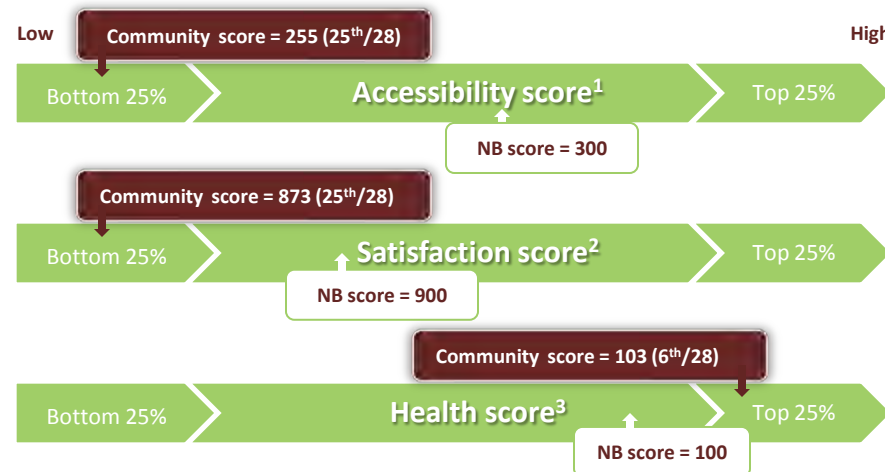 Low
Community score = 255 (25th/28)
High
Bottom 25%
Accessibility score1
Top 25%
NB score = 300
Community score = 873 (25th/28)
Bottom 25%
Satisfaction score2
Top 25%
NB score = 900
Community score = 103 (6th/28)
Bottom 25%
Health score3
Top 25%
NB score = 100